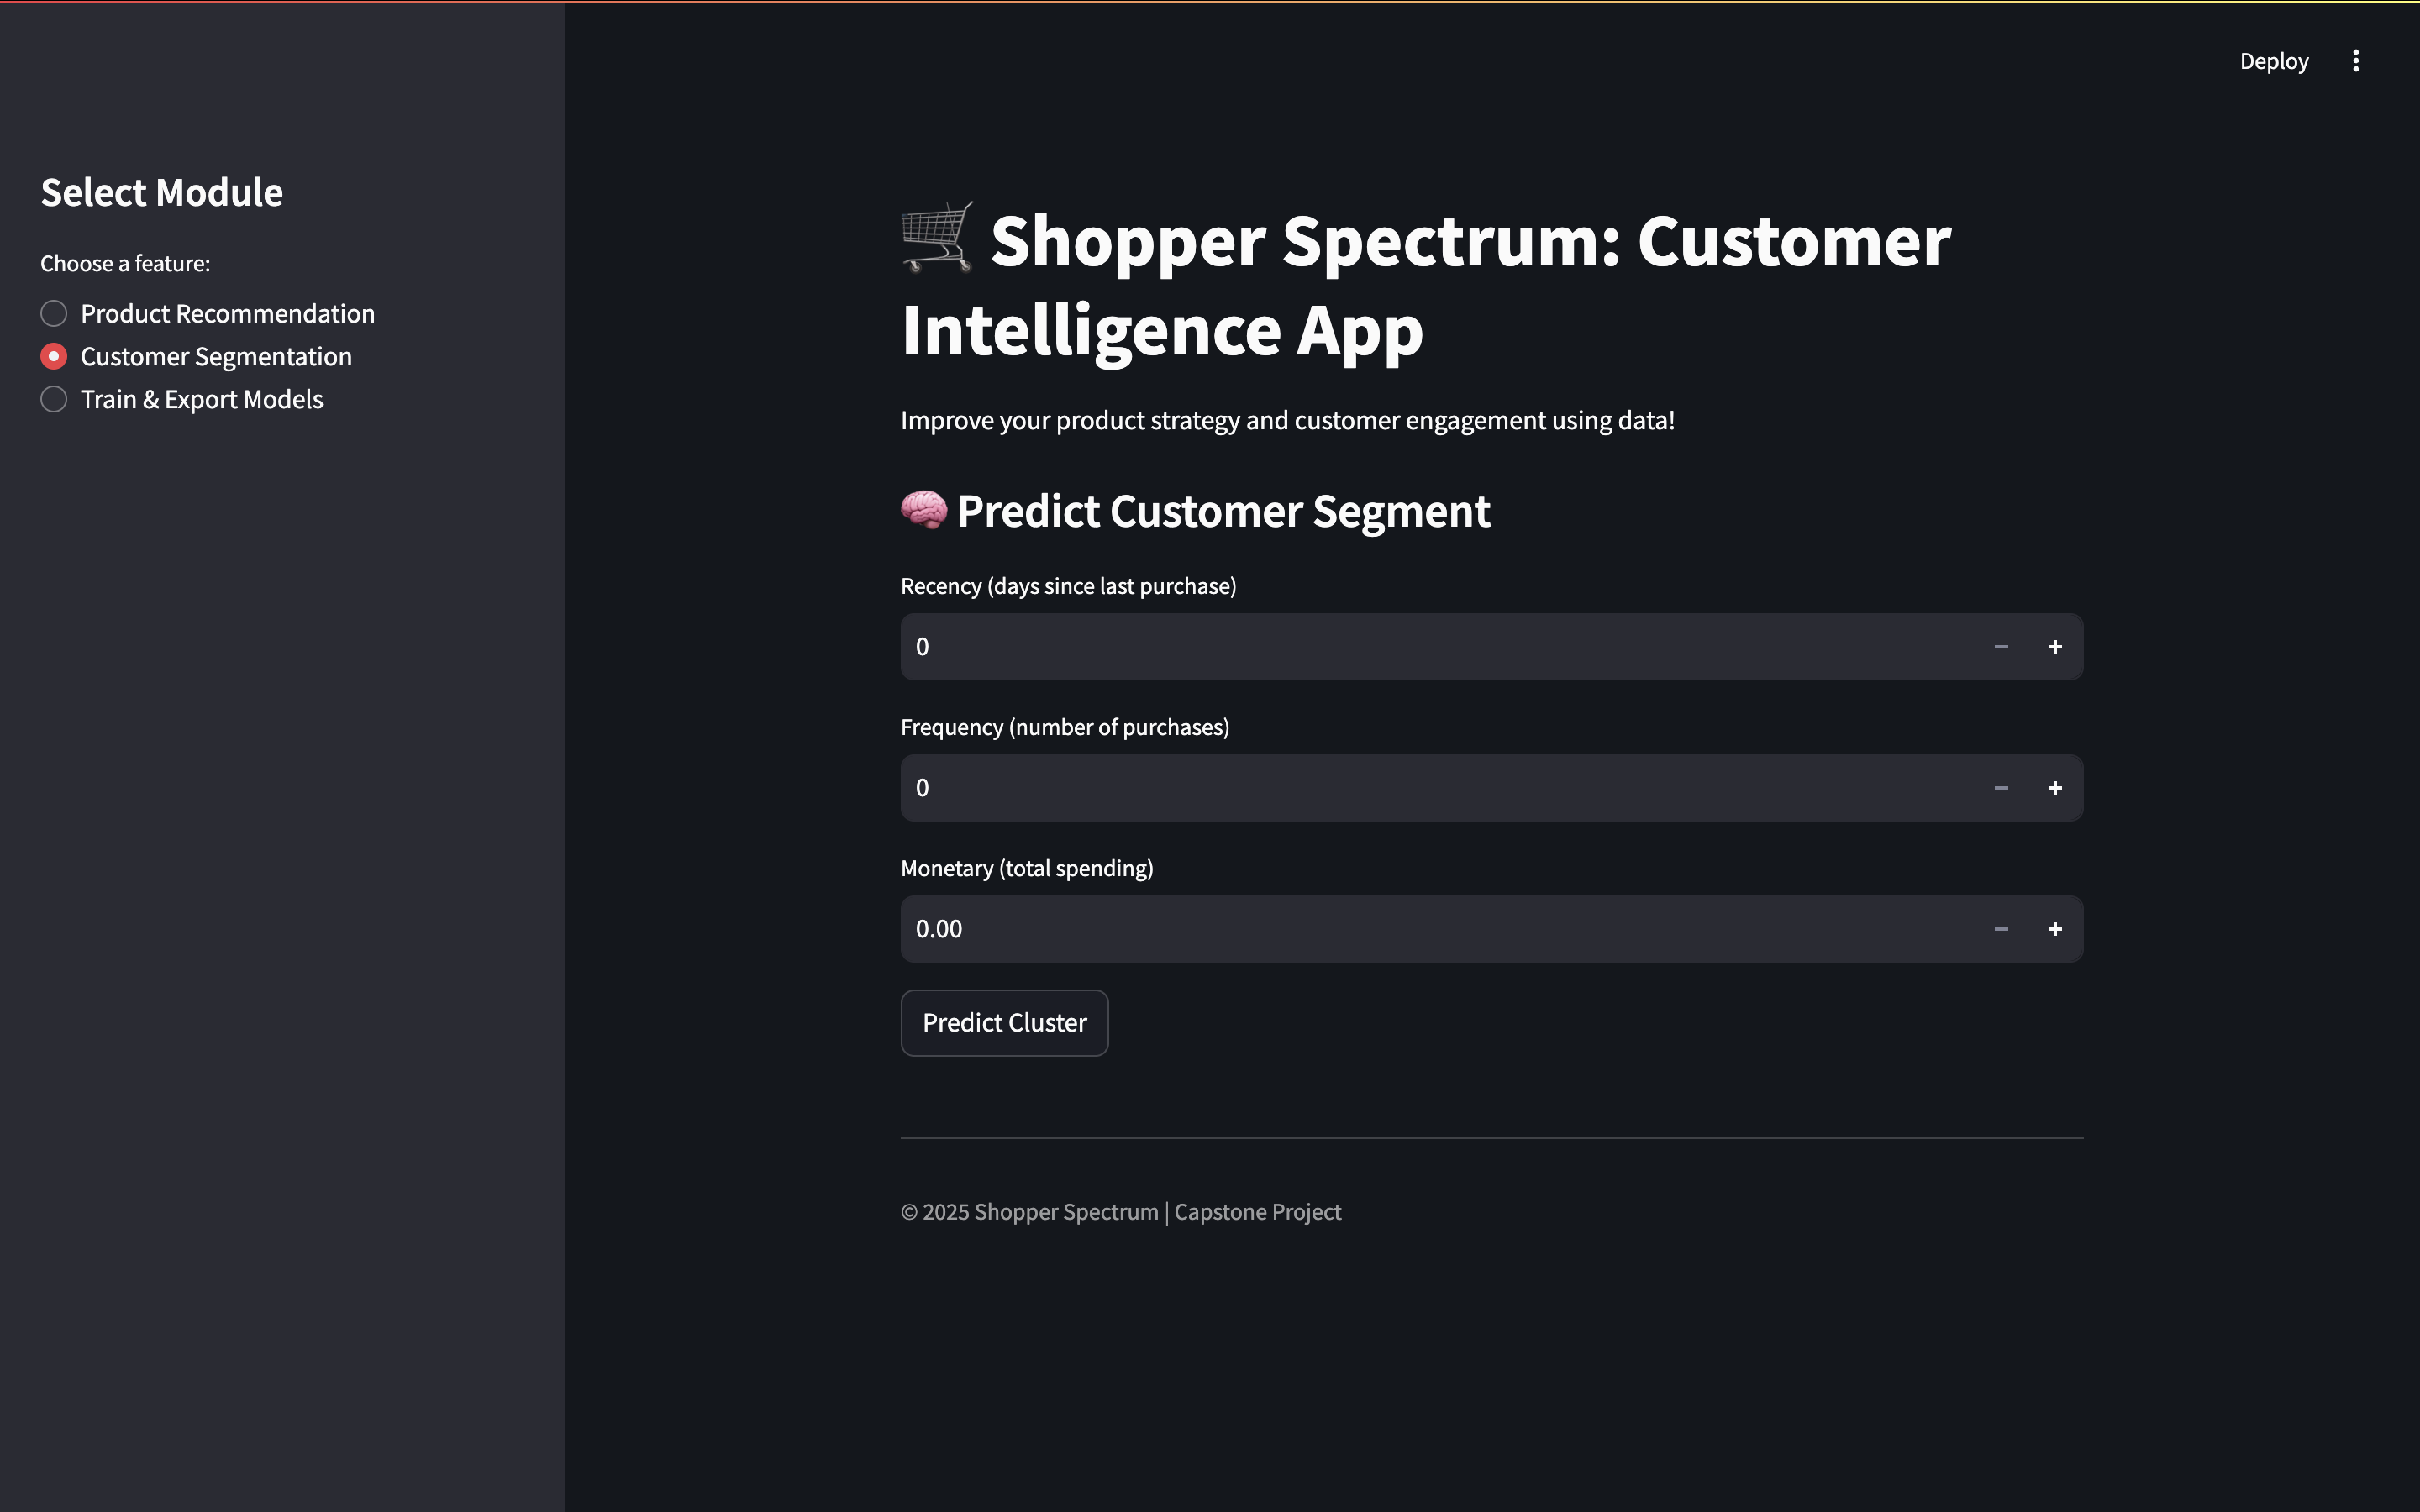 Deploy
Select Module
Choose a feature:
Product Recommendation
Customer Segmentation
Train & Export Models
Shopper Spectrum: Customer
Intelligence App
Improve your product strategy and customer engagement using data!
Predict Customer Segment
Recency (days since last purchase)
0
Frequency (number of purchases)
0
Monetary (total spending)
0.00
Predict Cluster
© 2025 Shopper Spectrum | Capstone Project